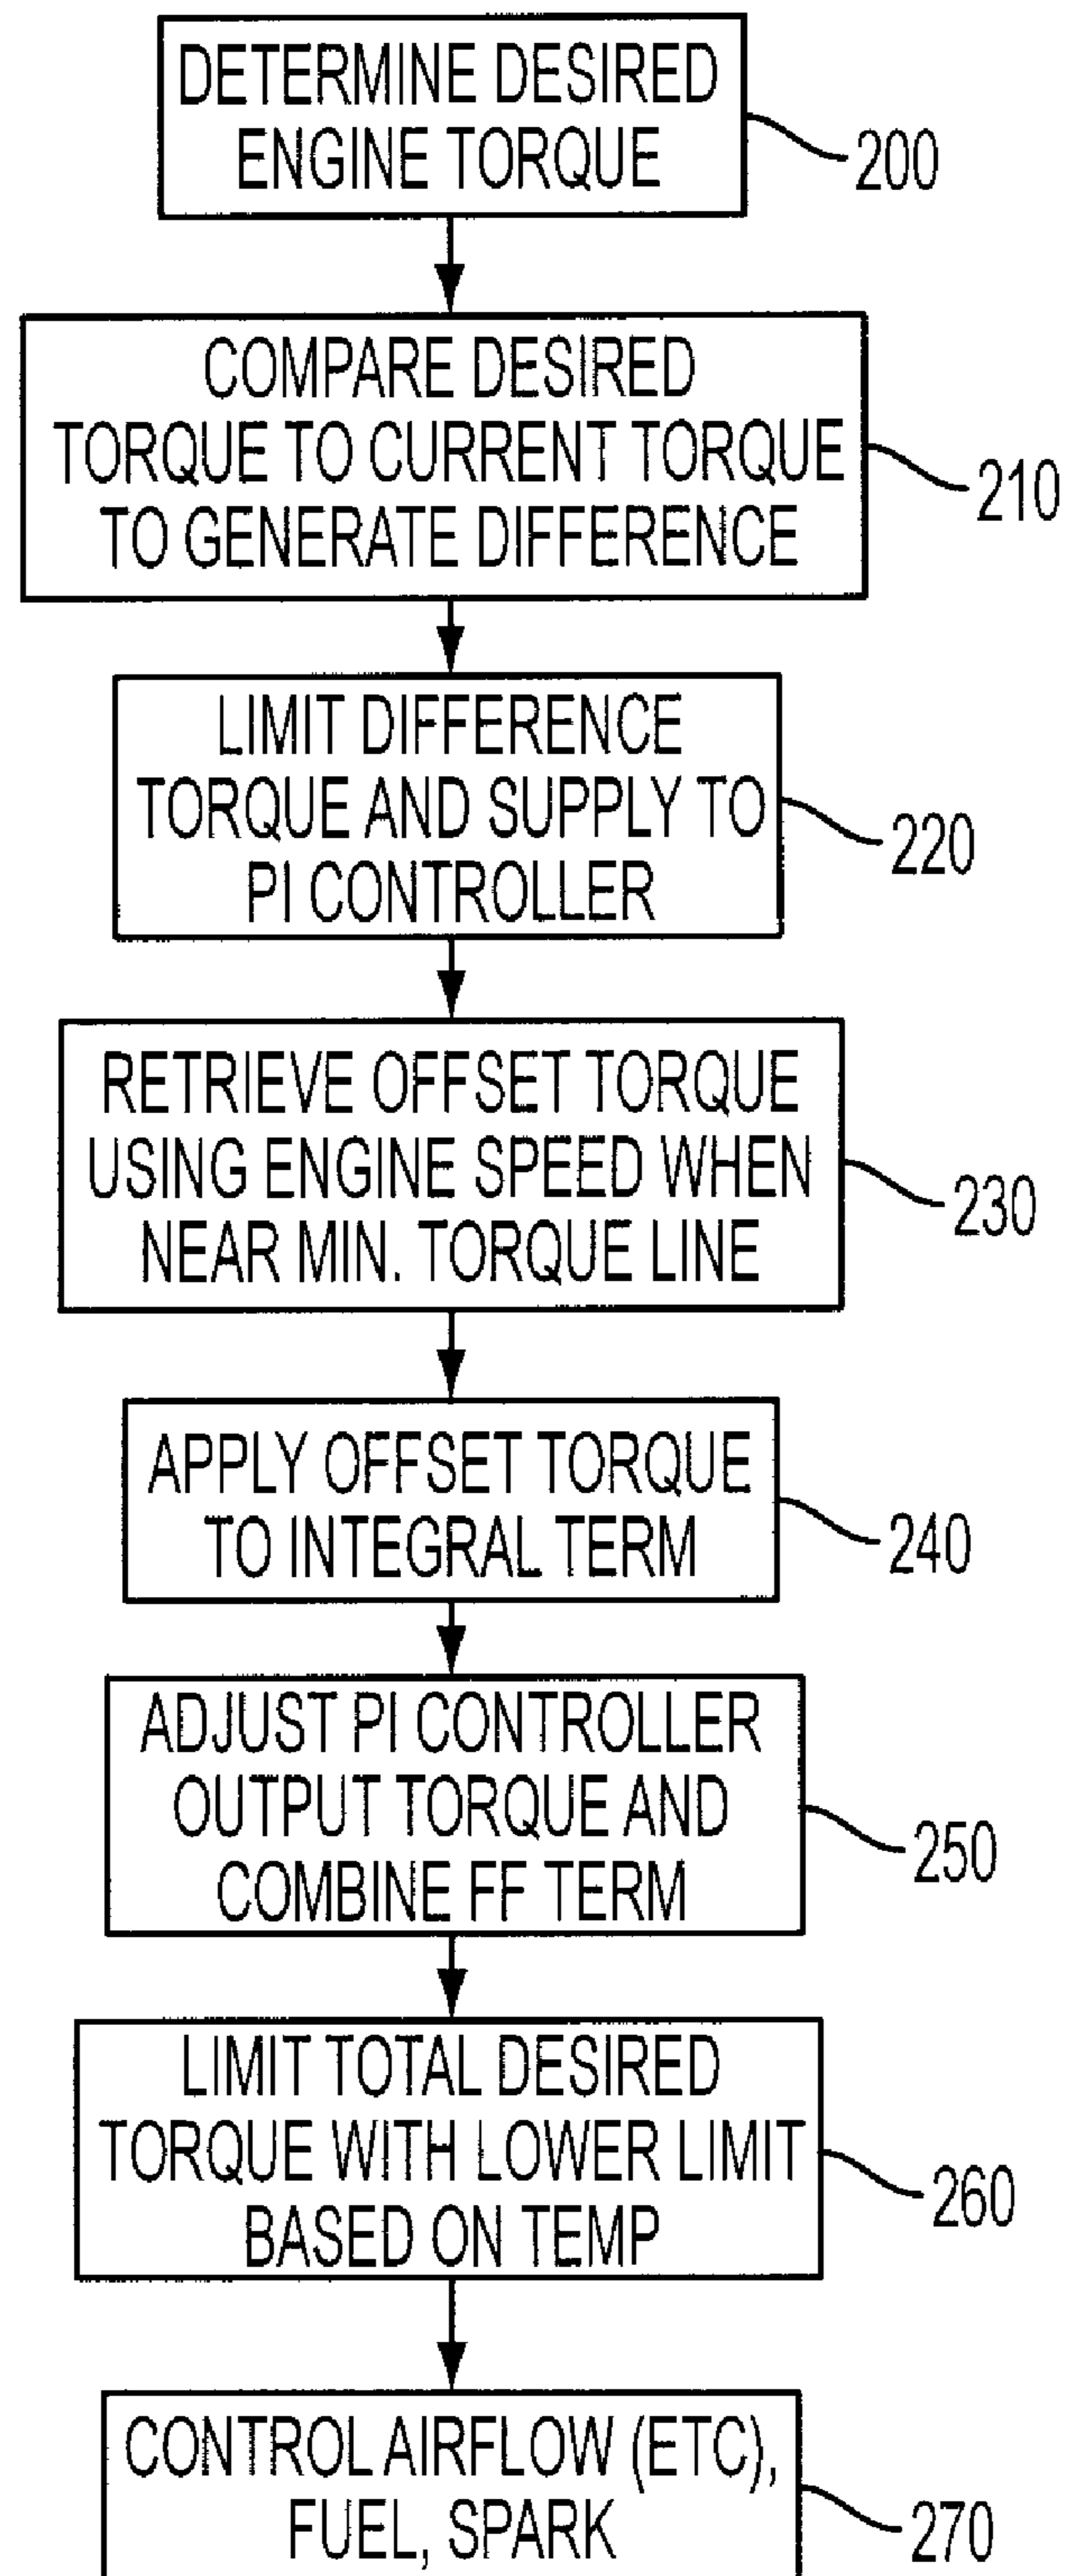 DETERMINE DESIRED
ENGINE TORQUE
200
COMPARE DESIRED
TORQUE TO CURRENT TORQUE
TO GENERATE DIFFERENCE
210
LIMIT DIFFERENCE
TORQUE AND SUPPLY TO
PI CONTROLLER
220
RETRIEVE OFFSET TORQUE
USING ENGINE SPEED WHEN
NEAR MIN. TORQUE LINE
230
APPLY OFFSET TORQUE
TO INTEGRAL TERM
240
ADJUST PI CONTROLLER
OUTPUT TORQUE AND
COMBINE FF TERM
250
LIMIT TOTAL DESIRED
TORQUE WITH LOWER LIMIT
BASED ON TEMP
260
CONTROL AIRFLOW (ETC),
FUEL, SPARK
270